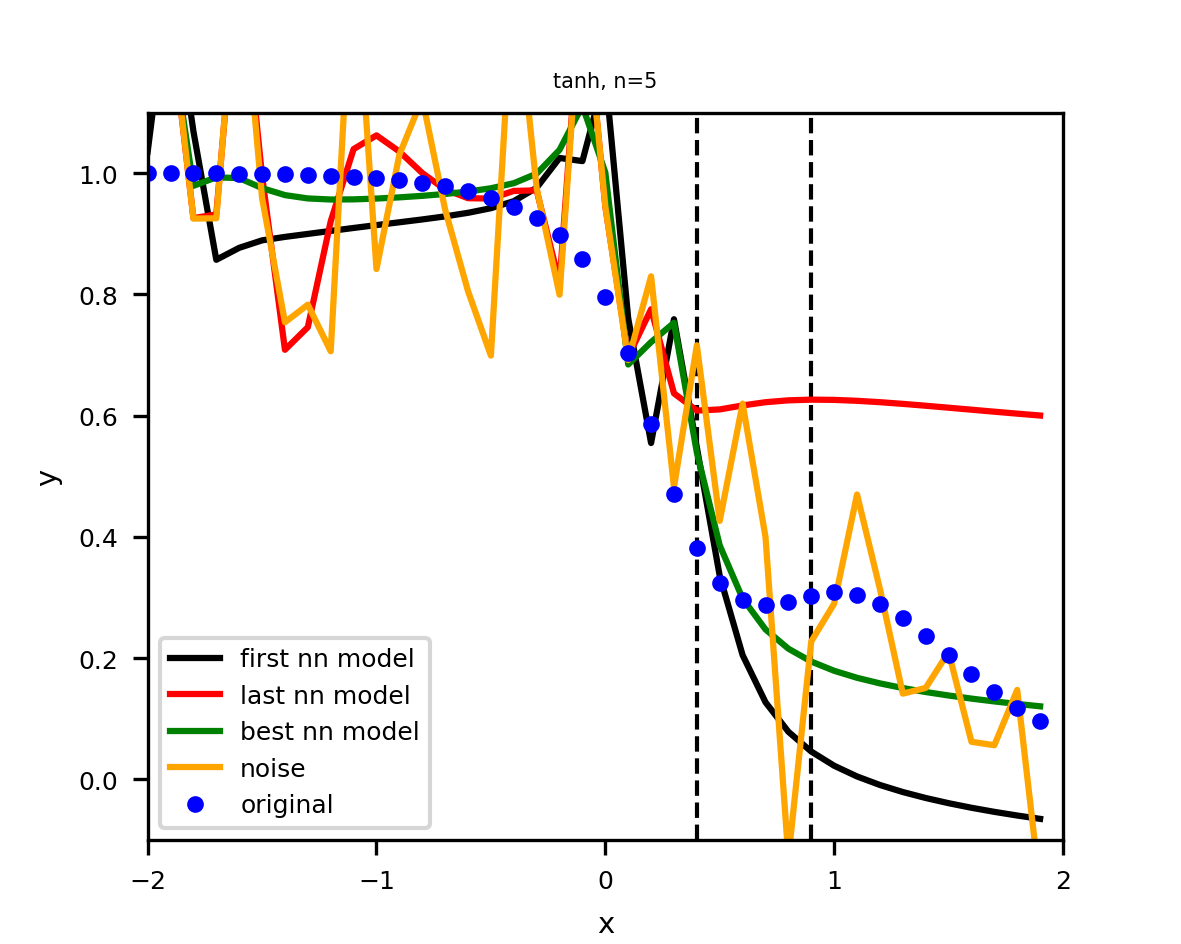 tanh, n=5
y
1.0
0.8
0.6
0.4
0.2
0.0
first nn model
last nn model
best nn model
noise
original
−2
−1
0
1
2
x